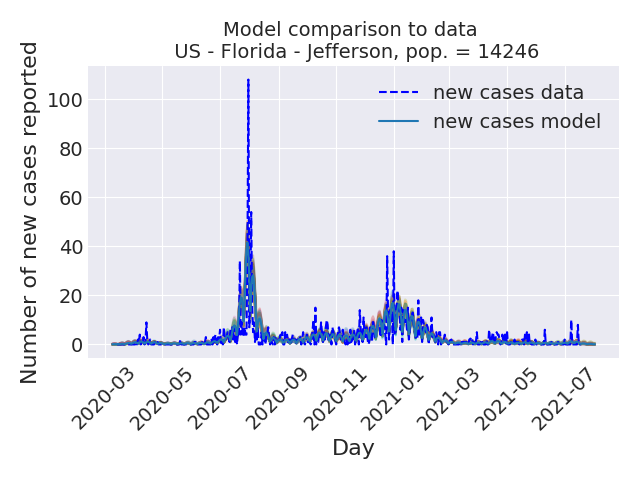 Model comparison to data
US - Florida - Jefferson, pop. = 14246
Number of new cases reported
100
80
60
40
20
0
new cases data
new cases model
2020-03
2020-05
2020-07
2020-09
2020-11
2021-01
2021-03
2021-05
2021-07
Day